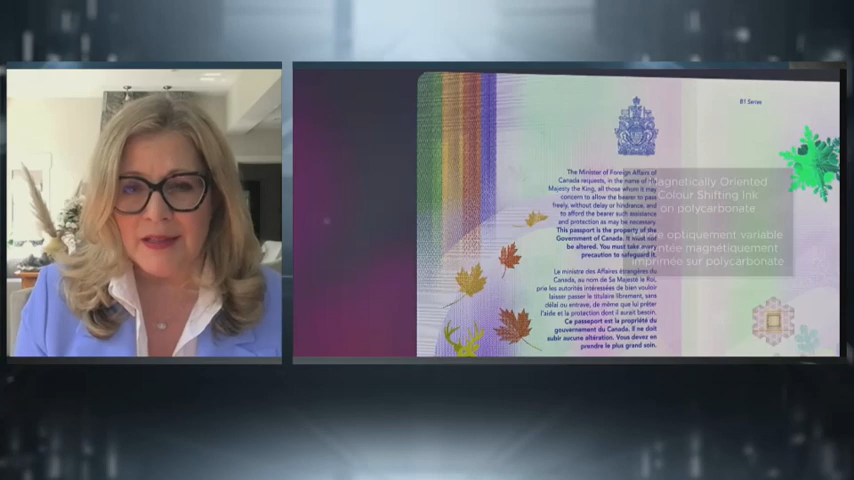 B1 Series
The Minister of Foreign Affairs of
Canada requests, in the name of His
Majesty the King, all those whom it may
concern to allow the bearer to pass
freely, without delay or hindrance, and
to afford the bearer such assistance
and protection as may be necessary.
This passport is the property of the
Government of Canada. It must not
be altered. You must take every
precaution to safeguard it.
Le ministre des Affaires étrangères du
Canada, au nom de Sa Majesté le Roi,
prie les autorités intéressées de bien vouloir
laisser passer le titulaire librement, sans
délai ou entrave, de même que lui prêter
l'aide et la protection dont il aurait besoin.
Ce passeport est la propriété du
gouvernement du Canada. Il ne doit
subir aucune altération. Vous devez en
prendre le plus grand soin.
Magnetically Oriented
Colour Shifting Ink
on polycarbonate
optiquement variable
magnétiquement
imprimée sur polycarbonate